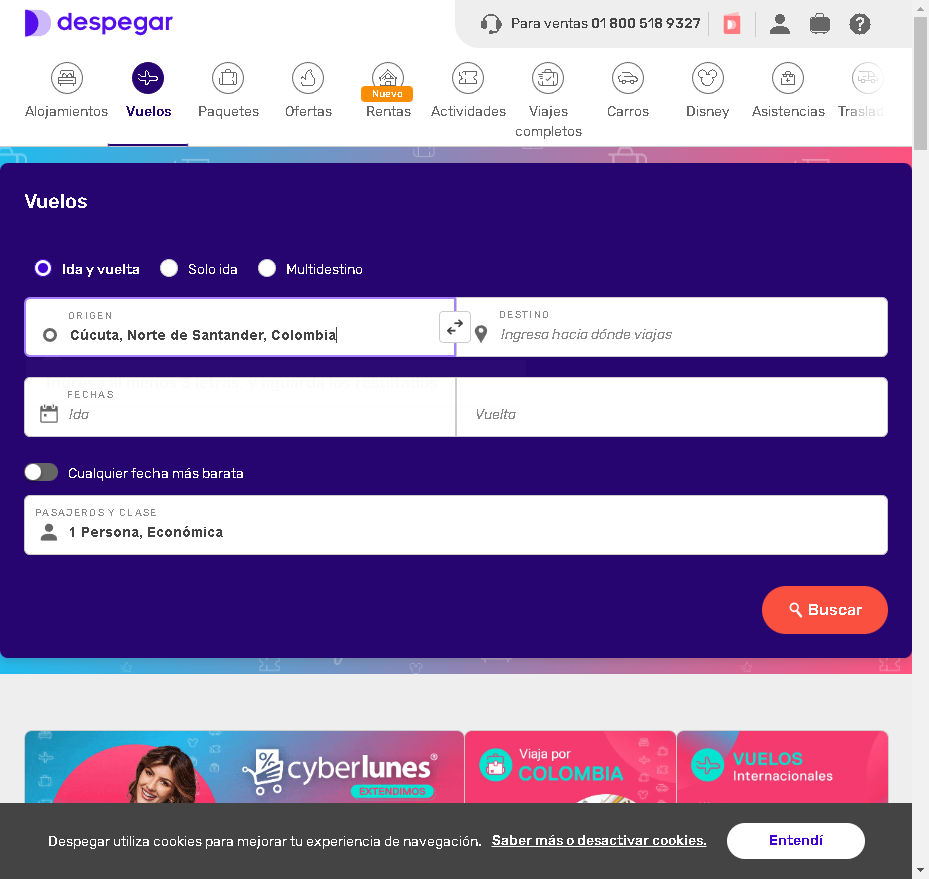 despegar
Para ventas 01 800 518 9327
Alojamientos
Vuelos
Paquetes
Ofertas
Nuevo
Rentas
Actividades
Viajes
completos
Carros
Disney
Asistencias
Traslad
Vuelos
Ida y vuelta
Solo ida
Multidestino
ORIGEN
Cúcuta, Norte de Santander, Colombia
DESTINO
Ingresa hacia dónde viajas
FECHAS
Ida
Vuelta
Cualquier fecha más barata
PASAJEROS Y CLASE
1 Persona, Económica
Buscar
cyberlunes
EXTENDIMOS
Viaja por
COLOMBIA
VUELOS
Internacionales
Despegar utiliza cookies para mejorar tu experiencia de navegación. Saber más o desactivar cookies.
Entendí